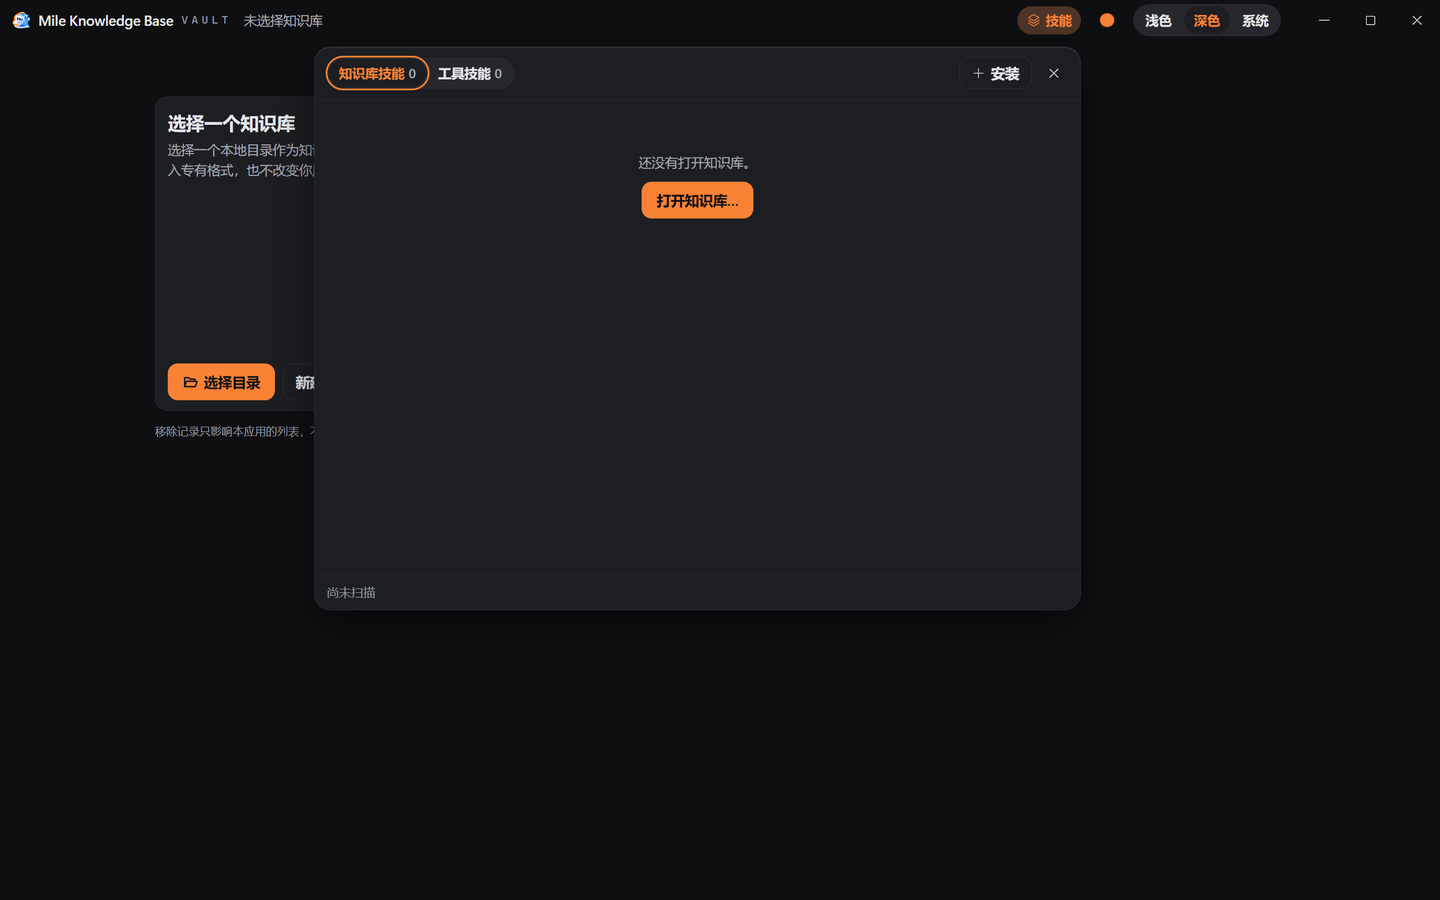 Mile Knowledge Base VAULT 未选择知识库
技能
浅色 深色 系统
知识库技能 0 工具技能 0
安装
选择一个知识库
选择一个本地目录作为知
入专有格式，也不改变你
还没有打开知识库。
打开知识库...
选择目录
新
移除记录只影响本应用的列表，
尚未扫描